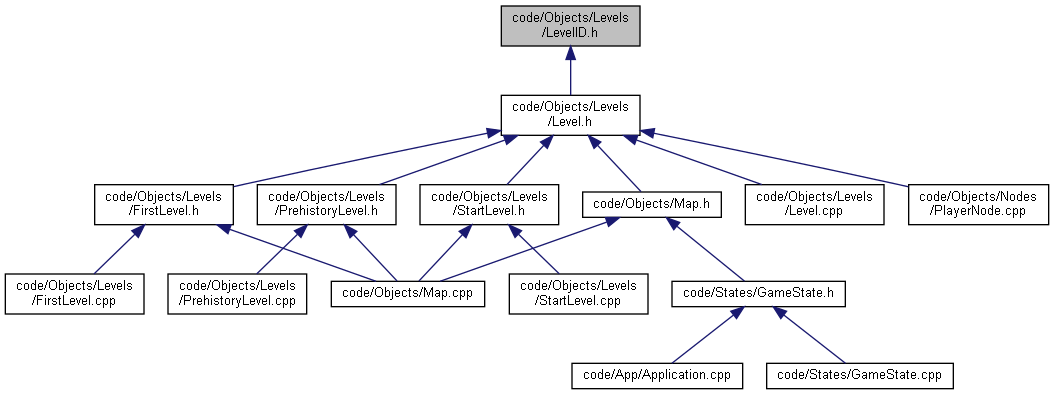 code/Objects/Levels
/LevelID.h
code/Objects/Levels
/Level.h
code/Objects/Levels
/FirstLevel.h
code/Objects/Levels
/PrehistoryLevel.h
code/Objects/Levels
/StartLevel.h
code/Objects/Map.h
code/Objects/Levels
/Level.cpp
code/Objects/Nodes
/PlayerNode.cpp
code/Objects/Levels
/FirstLevel.cpp
code/Objects/Levels
/PrehistoryLevel.cpp
code/Objects/Map.cpp
code/Objects/Levels
/StartLevel.cpp
code/States/GameState.h
code/App/Application.cpp
code/States/GameState.cpp